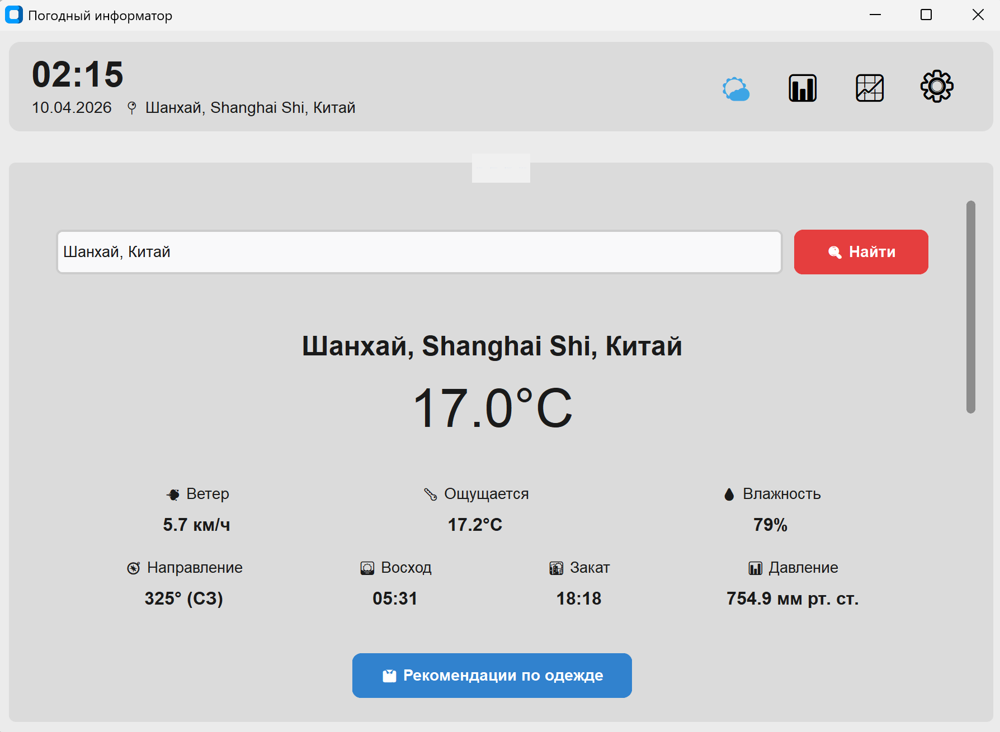 Погодный информатор
02:15
10.04.2026 Шанхай, Shanghai Shi, Китай
Шанхай, Китай
Найти
Шанхай, Shanghai Shi, Китай
17.0°C
Ветер Ощущается Влажность
5.7 км/ч 17.2°C 79%
Направление Восход Закат Давление
325° (СЗ) 05:31 18:18 754.9 мм рт. ст.
Рекомендации по одежде